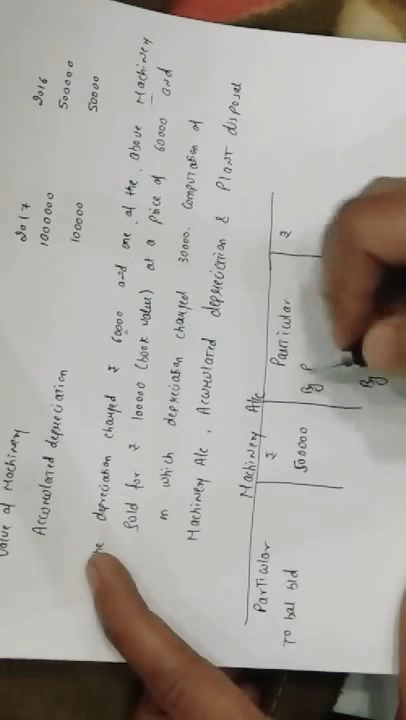 2017 2016
Value of Machinery 1000000 500000
Accumulated depreciation 100000 50000
depreciation charged ₹ 60000 and one of the above Machinery
Sold for ₹ 100000 (book value) at a price of 60000 and
in which depreciation charged 30000. Computation of
Machinery A/c, Accumulated depreciation & Plant disposal
Machinery A/c
Particular ₹ Particular ₹
To bal b/d 500000 By P
By